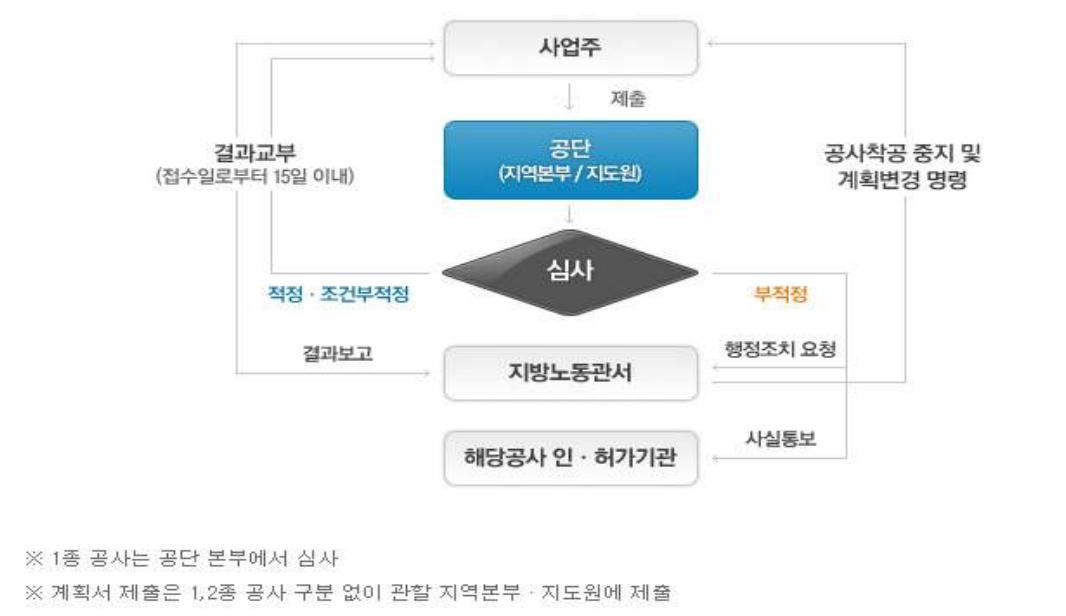 사업주
제출
공단
(지역본부 / 지도원)
결과교부
(접수일로부터 15일 이내)
공사착공 중지 및
계획변경 명령
심사
적정 · 조건부적정
부적정
결과보고
행정조치 요청
지방노동관서
사실통보
해당공사 인 · 허가기관
※ 1종 공사는 공단 본부에서 심사
※ 계획서 제출은 1,2종 공사 구분 없이 관할 지역본부 · 지도원에 제출